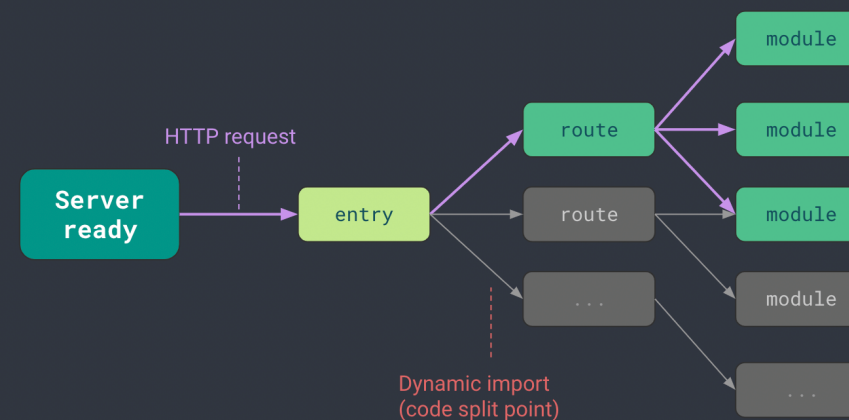 module
HTTP request
route
module
Server
ready
entry
route
module
...
module
Dynamic import
(code split point)
...